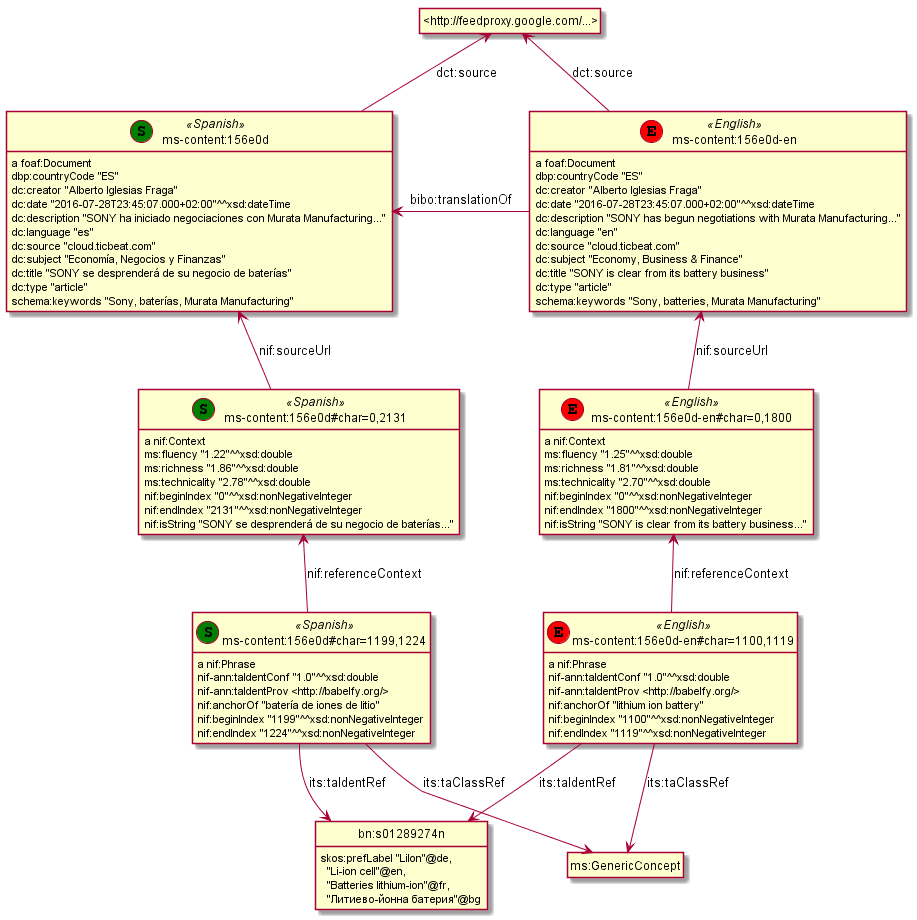 <http://feedproxy.google.com/...>
dct:source
dct:source
S
«Spanish»
ms-content:156e0d
a foaf:Document
dbp:countryCode "ES"
dc:creator "Alberto Iglesias Fraga"
dc:date "2016-07-28T23:45:07.000+02:00"^^xsd:dateTime
dc:description "SONY ha iniciado negociaciones con Murata Manufacturing..."
dc:language "es"
dc:source "cloud.ticbeat.com"
dc:subject "Economía, Negocios y Finanzas"
dc:title "SONY se desprenderá de su negocio de baterías"
dc:type "article"
schema:keywords "Sony, baterías, Murata Manufacturing"
bibo:translationOf
E
«English»
ms-content:156e0d-en
a foaf:Document
dbp:countryCode "ES"
dc:creator "Alberto Iglesias Fraga"
dc:date "2016-07-28T23:45:07.000+02:00"^^xsd:dateTime
dc:description "SONY has begun negotiations with Murata Manufacturing..."
dc:language "en"
dc:source "cloud.ticbeat.com"
dc:subject "Economy, Business & Finance"
dc:title "SONY is clear from its battery business"
dc:type "article"
schema:keywords "Sony, batteries, Murata Manufacturing"
nif:sourceUrl
nif:sourceUrl
S
«Spanish»
ms-content:156e0d#char=0,2131
a nif:Context
ms:fluency "1.22"^^xsd:double
ms:richness "1.86"^^xsd:double
ms:technicality "2.78"^^xsd:double
nif:beginIndex "0"^^xsd:nonNegativeInteger
nif:endIndex "2131"^^xsd:nonNegativeInteger
nif:isString "SONY se desprenderá de su negocio de baterías..."
E
«English»
ms-content:156e0d-en#char=0,1800
a nif:Context
ms:fluency "1.25"^^xsd:double
ms:richness "1.81"^^xsd:double
ms:technicality "2.70"^^xsd:double
nif:beginIndex "0"^^xsd:nonNegativeInteger
nif:endIndex "1800"^^xsd:nonNegativeInteger
nif:isString "SONY is clear from its battery business..."
nif:referenceContext
nif:referenceContext
S
«Spanish»
ms-content:156e0d#char=1199,1224
a nif:Phrase
nif-ann:taIdentConf "1.0"^^xsd:double
nif-ann:taIdentProv <http://babelfy.org/>
nif:anchorOf "batería de iones de litio"
nif:beginIndex "1199"^^xsd:nonNegativeInteger
nif:endIndex "1224"^^xsd:nonNegativeInteger
E
«English»
ms-content:156e0d-en#char=1100,1119
a nif:Phrase
nif-ann:taIdentConf "1.0"^^xsd:double
nif-ann:taIdentProv <http://babelfy.org/>
nif:anchorOf "lithium ion battery"
nif:beginIndex "1100"^^xsd:nonNegativeInteger
nif:endIndex "1119"^^xsd:nonNegativeInteger
its:taIdentRef
its:taClassRef
its:taIdentRef
its:taClassRef
bn:s01289274n
skos:prefLabel "LiIon"@de,
"Li-ion cell"@en,
"Batteries lithium-ion"@fr,
"Литиево-йонна батерия"@bg
ms:GenericConcept